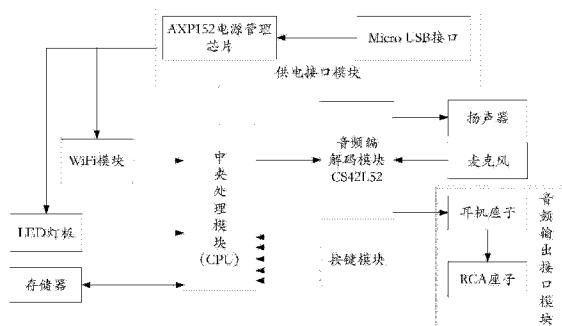 AXP152电源管理
芯片
Micro USB接口
供电接口模块
WiFi模块
中
央
处
理
模
块
(CPU)
音频编
解码模块
CS42L52
扬声器
麦克风
LED灯板
存储器
按键模块
耳机座子
RCA座子
音
频
输
出
接
口
模
块